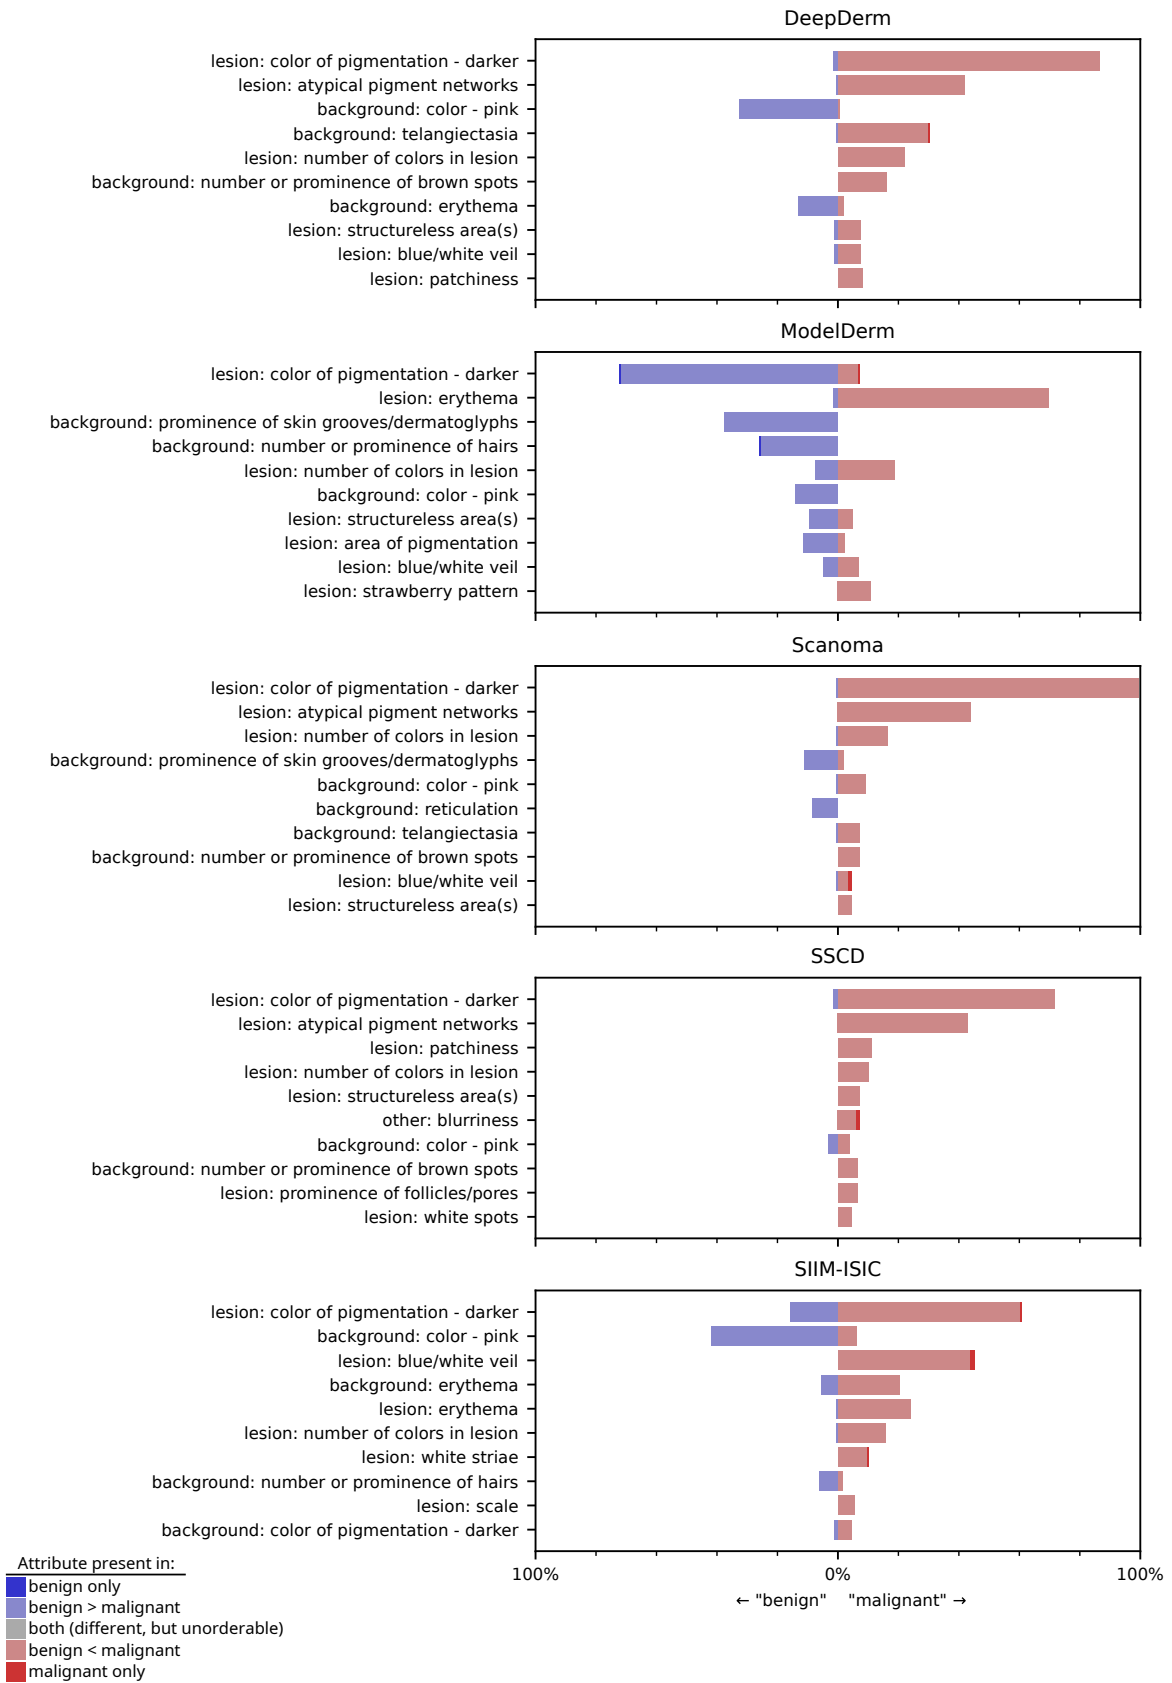 DeepDerm
lesion: color of pigmentation - darker
lesion: atypical pigment networks
background: color - pink
background: telangiectasia
lesion: number of colors in lesion
background: number or prominence of brown spots
background: erythema
lesion: structureless area(s)
lesion: blue/white veil
lesion: patchiness
ModelDerm
lesion: color of pigmentation - darker
lesion: erythema
background: prominence of skin grooves/dermatoglyphs
background: number or prominence of hairs
lesion: number of colors in lesion
background: color - pink
lesion: structureless area(s)
lesion: area of pigmentation
lesion: blue/white veil
lesion: strawberry pattern
Scanoma
lesion: color of pigmentation - darker
lesion: atypical pigment networks
lesion: number of colors in lesion
background: prominence of skin grooves/dermatoglyphs
background: color - pink
background: reticulation
background: telangiectasia
background: number or prominence of brown spots
lesion: blue/white veil
lesion: structureless area(s)
SSCD
lesion: color of pigmentation - darker
lesion: atypical pigment networks
lesion: patchiness
lesion: number of colors in lesion
lesion: structureless area(s)
other: blurriness
background: color - pink
background: number or prominence of brown spots
lesion: prominence of follicles/pores
lesion: white spots
SIIM-ISIC
lesion: color of pigmentation - darker
background: color - pink
lesion: blue/white veil
background: erythema
lesion: erythema
lesion: number of colors in lesion
lesion: white striae
background: number or prominence of hairs
lesion: scale
background: color of pigmentation - darker
100% 0% 100%
← "benign" "malignant" →
Attribute present in:
benign only
benign > malignant
both (different, but unorderable)
benign < malignant
malignant only